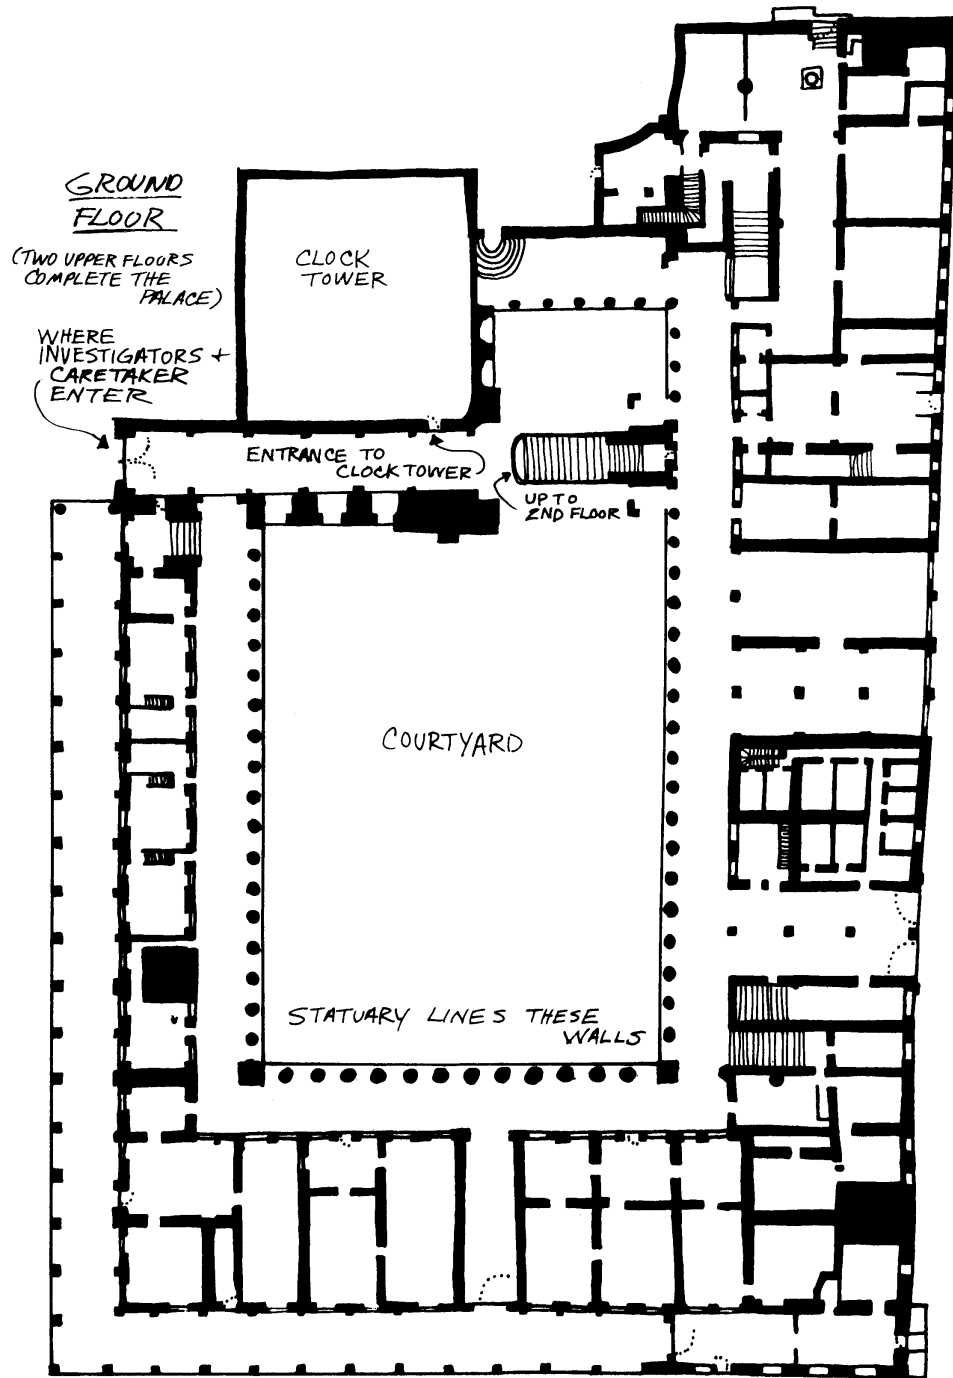 GROUND
FLOOR
(TWO UPPER FLOORS
COMPLETE THE
PALACE)
WHERE
INVESTIGATORS +
CARETAKER
ENTER
CLOCK
TOWER
ENTRANCE TO
CLOCK TOWER
UP TO
2ND FLOOR
COURTYARD
STATUARY LINES THESE
WALLS